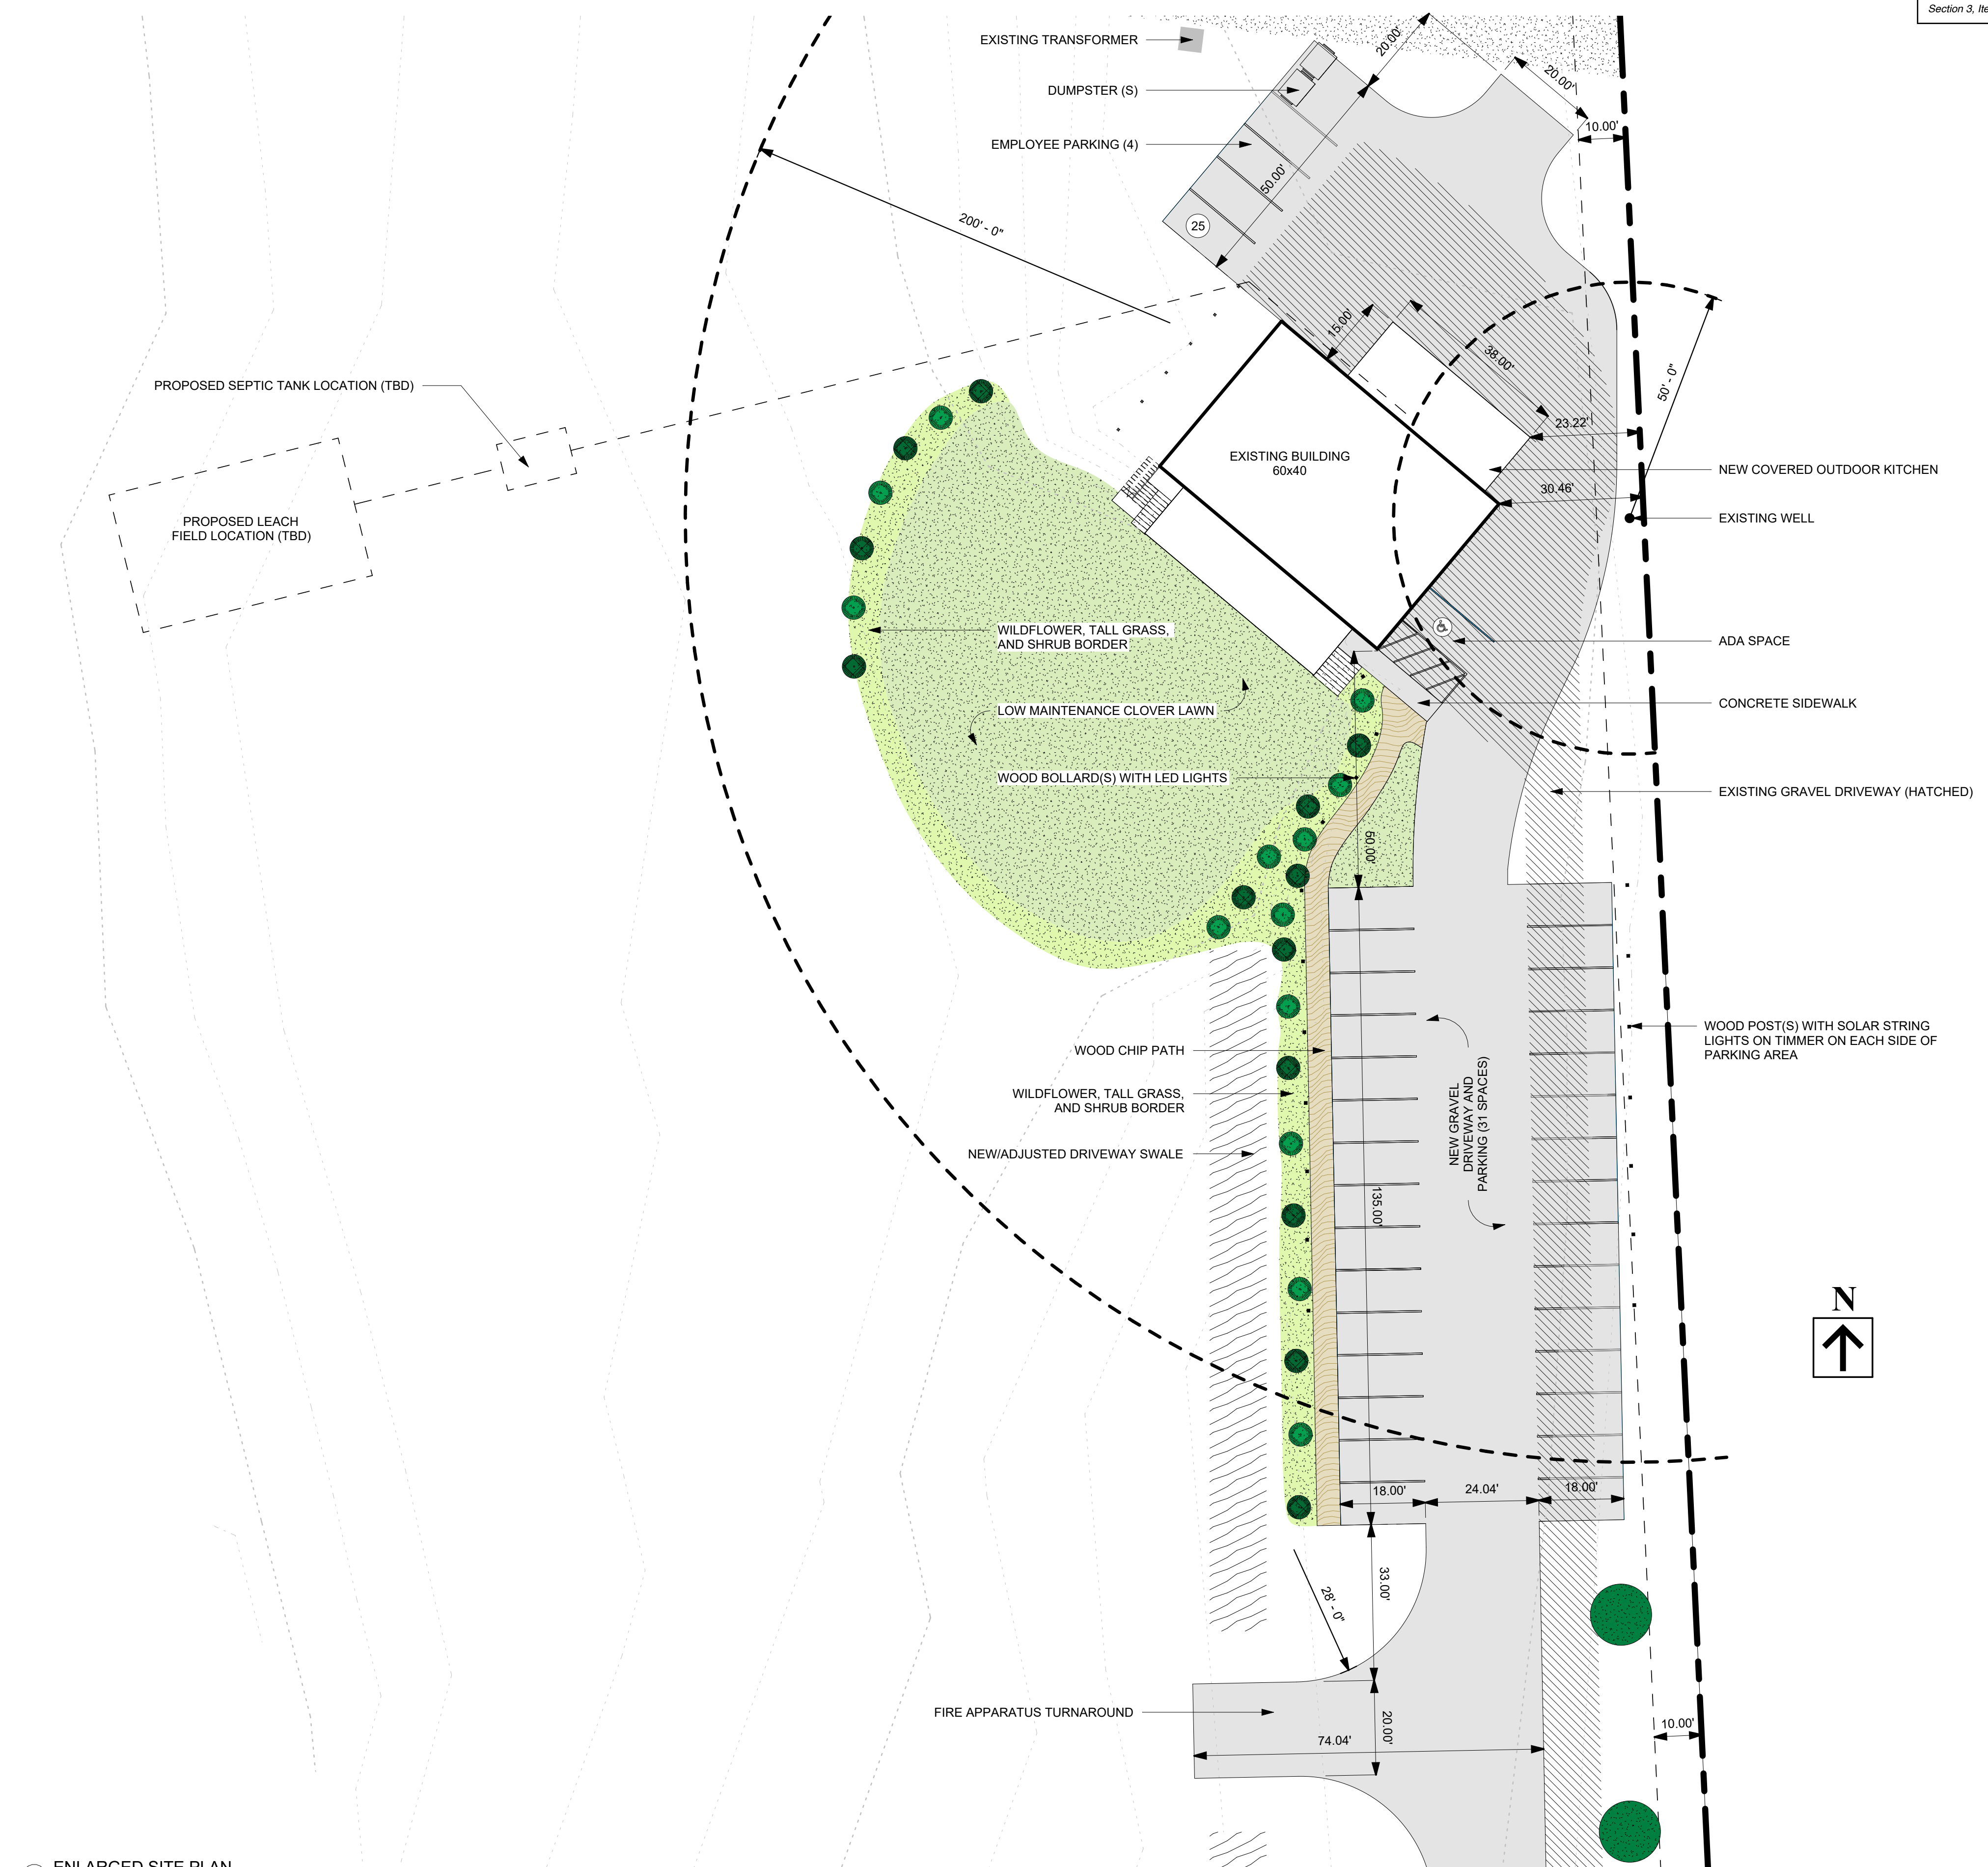 Section 3, Ite
EXISTING TRANSFORMER
DUMPSTER (S)
EMPLOYEE PARKING (4)
20.00'
20.00'
10.00'
50.00'
25
200' - 0"
15.00'
38.00'
23.22'
50' - 0"
30.46'
PROPOSED SEPTIC TANK LOCATION (TBD)
PROPOSED LEACH
FIELD LOCATION (TBD)
EXISTING BUILDING
60x40
NEW COVERED OUTDOOR KITCHEN
EXISTING WELL
WILDFLOWER, TALL GRASS,
AND SHRUB BORDER
ADA SPACE
LOW MAINTENANCE CLOVER LAWN
CONCRETE SIDEWALK
WOOD BOLLARD(S) WITH LED LIGHTS
EXISTING GRAVEL DRIVEWAY (HATCHED)
50.00'
WOOD POST(S) WITH SOLAR STRING
LIGHTS ON TIMMER ON EACH SIDE OF
PARKING AREA
WOOD CHIP PATH
WILDFLOWER, TALL GRASS,
AND SHRUB BORDER
NEW/ADJUSTED DRIVEWAY SWALE
NEW GRAVEL
DRIVEWAY AND
PARKING (31 SPACES)
135.00'
N
18.00'
24.04'
18.00'
33.00'
28' - 0"
FIRE APPARATUS TURNAROUND
20.00'
74.04'
10.00'
ENLARGED SITE PLAN